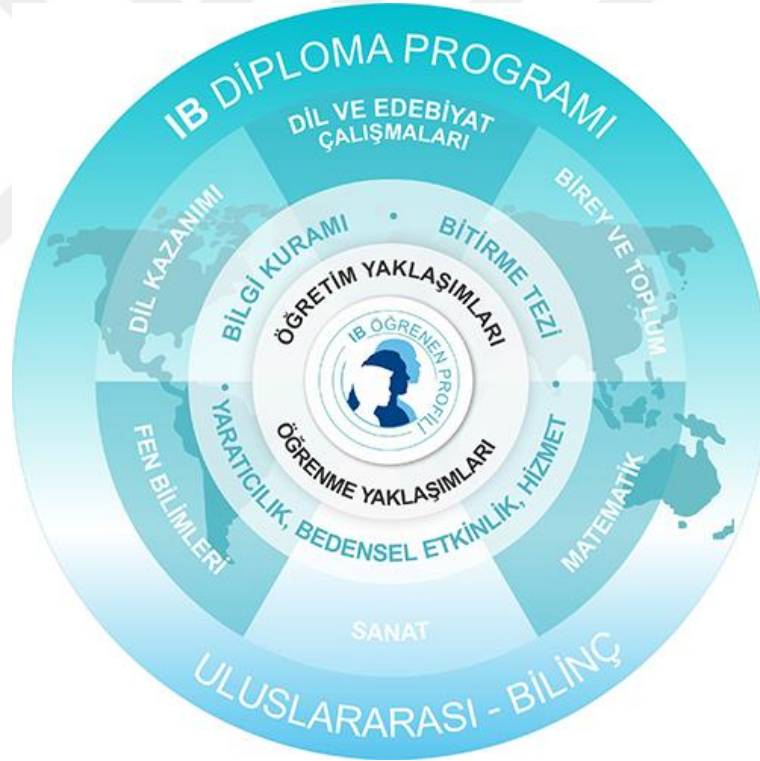 IB DİPLOMA PROGRAMI
DİL VE EDEBİYAT
ÇALIŞMALARI
DİL KAZANIMI
BİREY VE TOPLUM
BİLGİ KURAMI • BİTİRME TEZİ
ÖĞRETİM YAKLAŞIMLARI
IB ÖĞRENEN PROFİLİ
ÖĞRENME YAKLAŞIMLARI
• YARATICILIK, BEDENSEL ETKİNLİK, HİZMET •
FEN BİLİMLERİ
MATEMATİK
SANAT
ULUSLARARASI - BİLİNÇ